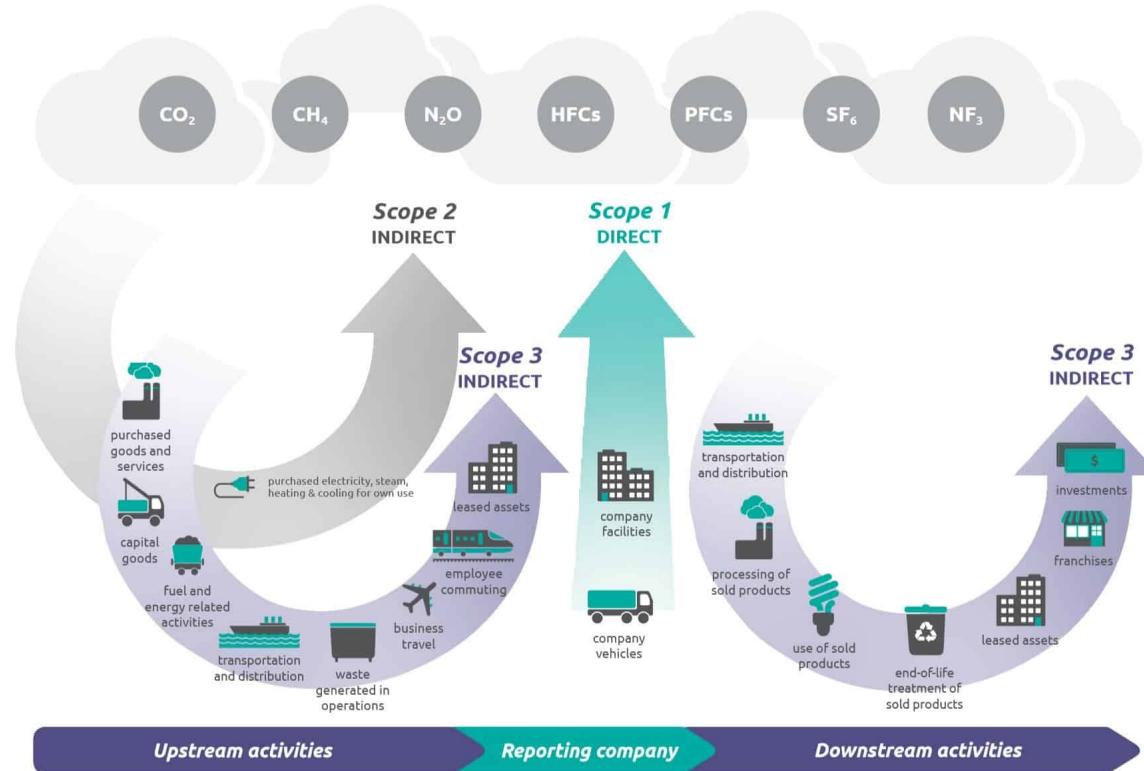 CO₂
CH₄
N₂O
HFCs
PFCs
SF₆
NF₃
Scope 2
INDIRECT
Scope 1
DIRECT
Scope 3
INDIRECT
Scope 3
INDIRECT
purchased
goods and
services
capital
goods
fuel and
energy related
activities
purchased electricity, steam,
heating & cooling for own use
transportation
and distribution
waste
generated in
operations
business
travel
employee
commuting
leased assets
company
facilities
company
vehicles
transportation
and distribution
processing of
sold products
use of sold
products
end-of-life
treatment of
sold products
leased assets
franchises
$
investments
Upstream activities
Reporting company
Downstream activities